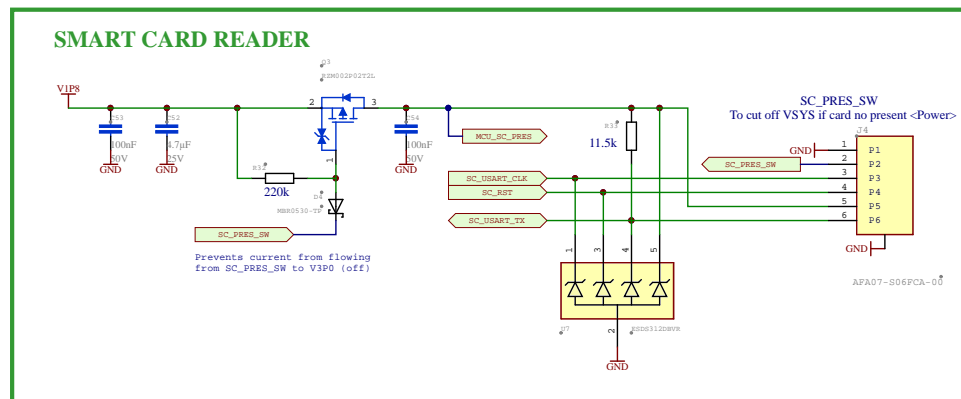 SMART CARD READER
Q3
RZM002P02T2L
V1P8
2
3
1
C53
100nF
50V
GND
C52
4.7µF
25V
GND
C54
100nF
50V
GND
R32
220k
D4
MBR0530-TP
SC_PRES_SW
Prevents current from flowing
from SC_PRES_SW to V3P0 (off)
MCU_SC_PRES
R33
11.5k
SC_USART_CLK
SC_RST
SC_USART_TX
SC_PRES_SW
To cut off VSYS if card no present <Power>
J4
GND
SC_PRES_SW
1
P1
2
P2
3
P3
4
P4
5
P5
6
P6
GND
AFA07-S06FCA-00
1
3
4
5
2
U7
ESDS312DBVR
GND